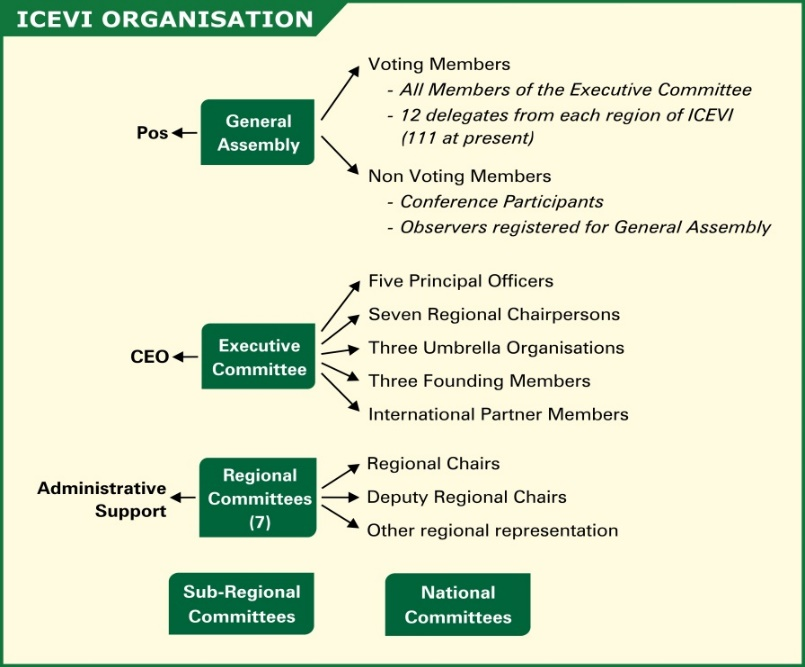 ICEVI ORGANISATION
Voting Members
- All Members of the Executive Committee
- 12 delegates from each region of ICEVI
(111 at present)
Pos
General
Assembly
Non Voting Members
- Conference Participants
- Observers registered for General Assembly
Five Principal Officers
Seven Regional Chairpersons
CEO
Executive
Committee
Three Umbrella Organisations
Three Founding Members
International Partner Members
Administrative
Support
Regional
Committees
(7)
Regional Chairs
Deputy Regional Chairs
Other regional representation
Sub-Regional
Committees
National
Committees